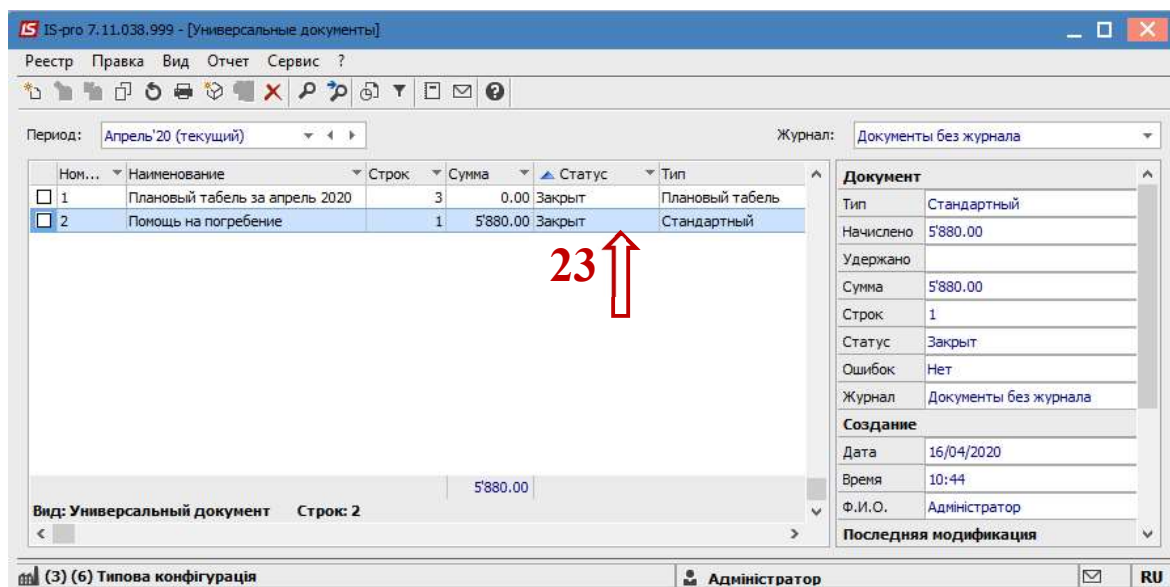 IS-pro 7.11.038.999 - [Универсальные документы]
Реестр Правка Вид Отчет Сервис ?
Период: Апрель'20 (текущий) Журнал: Документы без журнала
Ном... Наименование Строк Сумма Статус Тип
1 Плановый табель за апрель 2020 3 0.00 Закрыт Плановый табель
2 Помощь на погребение 1 5'880.00 Закрыт Стандартный
23
5'880.00
Вид: Универсальный документ Строк: 2
Документ
Тип Стандартный
Начислено 5'880.00
Удержано
Сумма 5'880.00
Строк 1
Статус Закрыт
Ошибок Нет
Журнал Документы без журнала
Создание
Дата 16/04/2020
Время 10:44
Ф.И.О. Адміністратор
Последняя модификация
(3) (6) Типова конфігурація Адміністратор RU